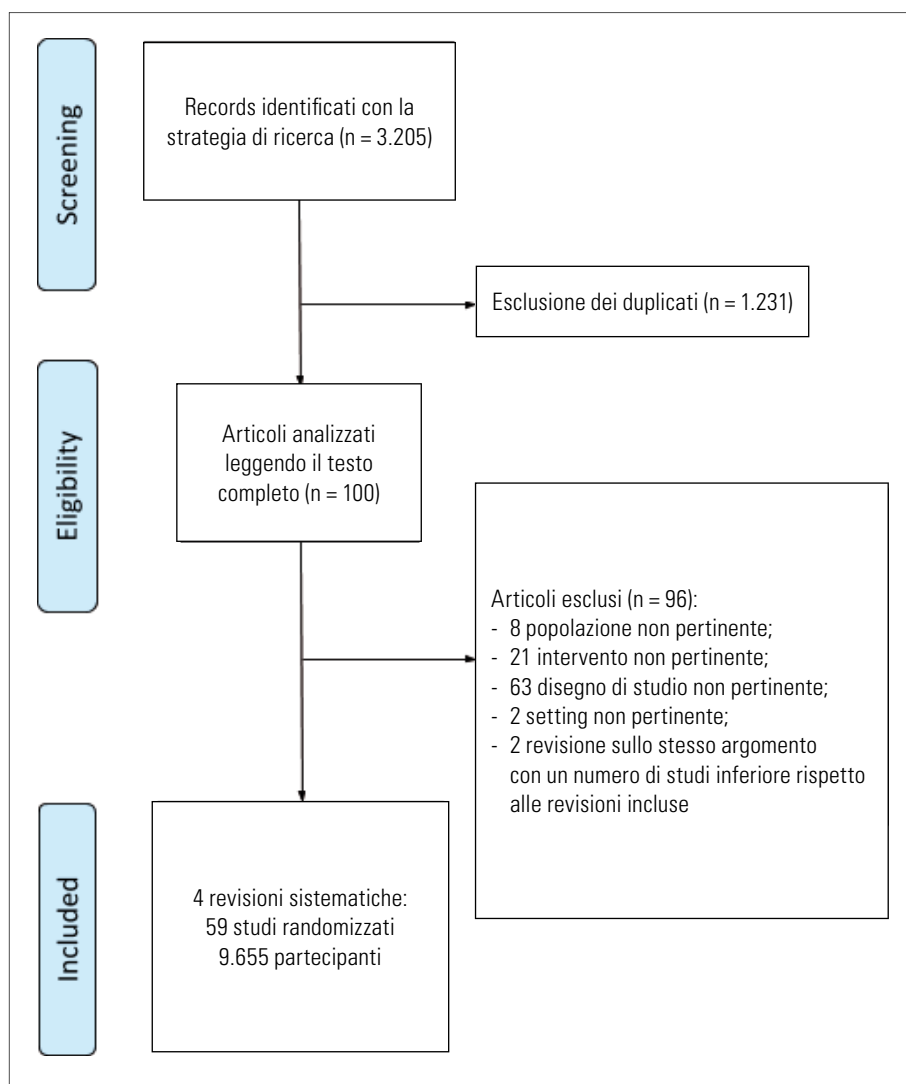 Screening
Records identificati con la
strategia di ricerca (n = 3.205)
Esclusione dei duplicati (n = 1.231)
Eligibility
Articoli analizzati
leggendo il testo
completo (n = 100)
Articoli esclusi (n = 96):
- 8 popolazione non pertinente;
- 21 intervento non pertinente;
- 63 disegno di studio non pertinente;
- 2 setting non pertinente;
- 2 revisione sullo stesso argomento
con un numero di studi inferiore rispetto
alle revisioni incluse
Included
4 revisioni sistematiche:
59 studi randomizzati
9.655 partecipanti